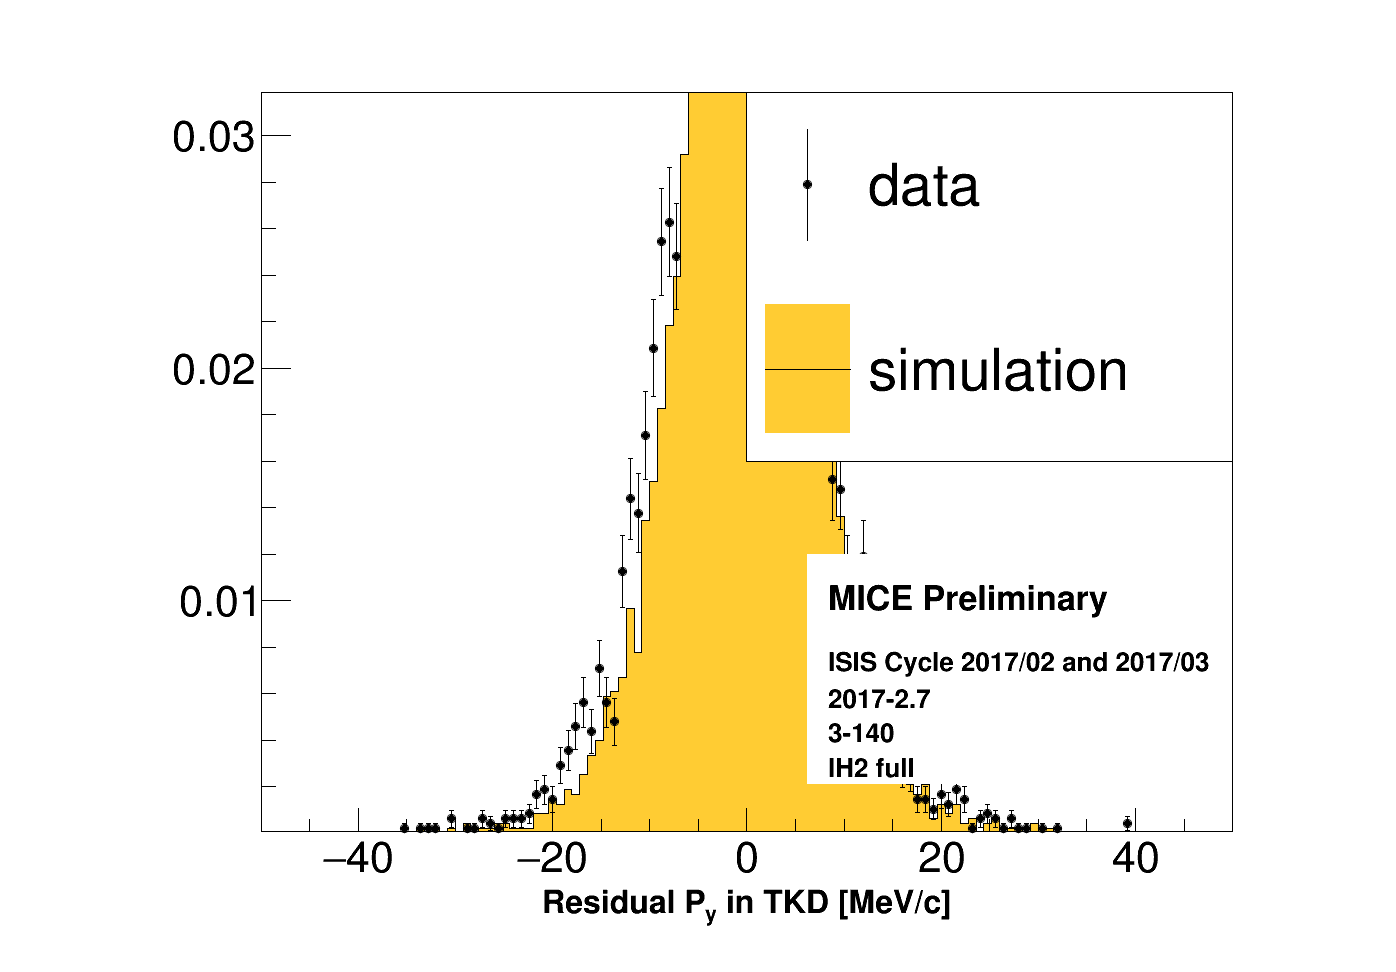 0.03
0.02
0.01
data
simulation
MICE Preliminary
ISIS Cycle 2017/02 and 2017/03
2017-2.7
3-140
IH2 full
−40 −20 0 20 40
Residual Py in TKD [MeV/c]